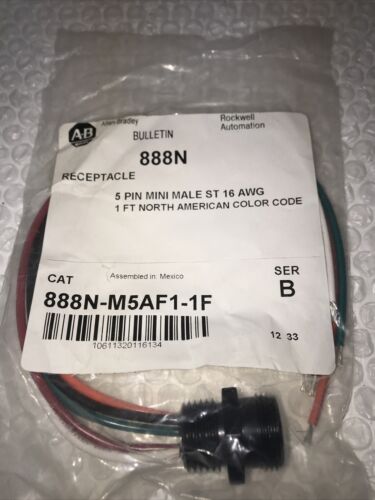 AB
Allen-Bradley
BULLETIN
Rockwell
Automation
888N
RECEPTACLE
5 PIN MINI MALE ST 16 AWG
1 FT NORTH AMERICAN COLOR CODE
CAT
Assembled in: Mexico
SER
888N-M5AF1-1F
B
10611320116134
12 33